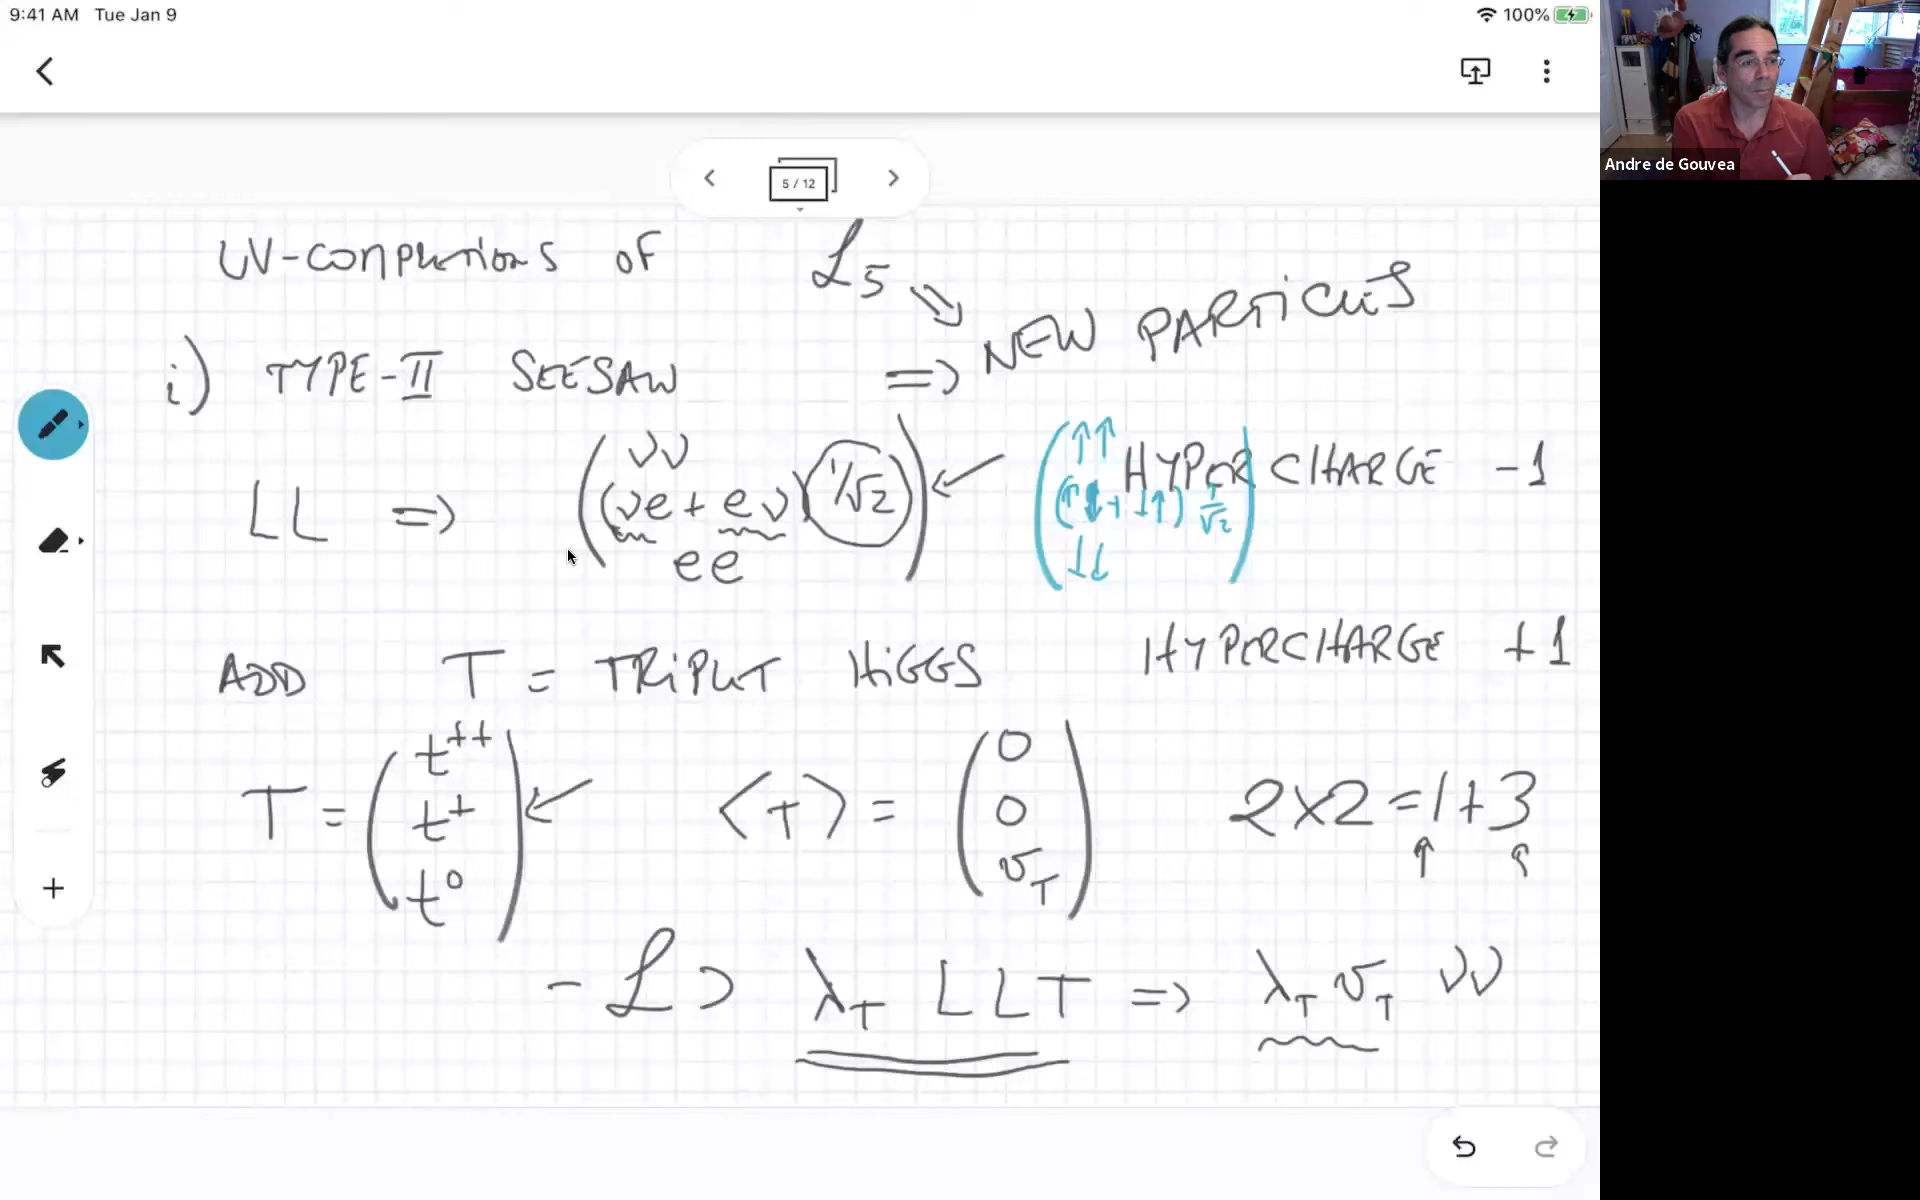 9:41 AM Tue Jan 9
100%
Andre de Gouvea
5 / 12
UV-completions of ℒ5
⇒ NEW PARTICLES
i) TYPE-II SEESAW
LL ⇒ ( νν
(νe + eν) 1/√2
ee )
( ↑↑
(↑↓ + ↓↑) 1/√2
↓↓ )
HYPERCHARGE -1
ADD T = TRIPLET HIGGS HYPERCHARGE +1
T = ( t++
t+
t0 )
<T> = ( 0
0
vT )
2x2 = 1+3
-ℒ ⊃ λT LLT ⇒ λT vT νν